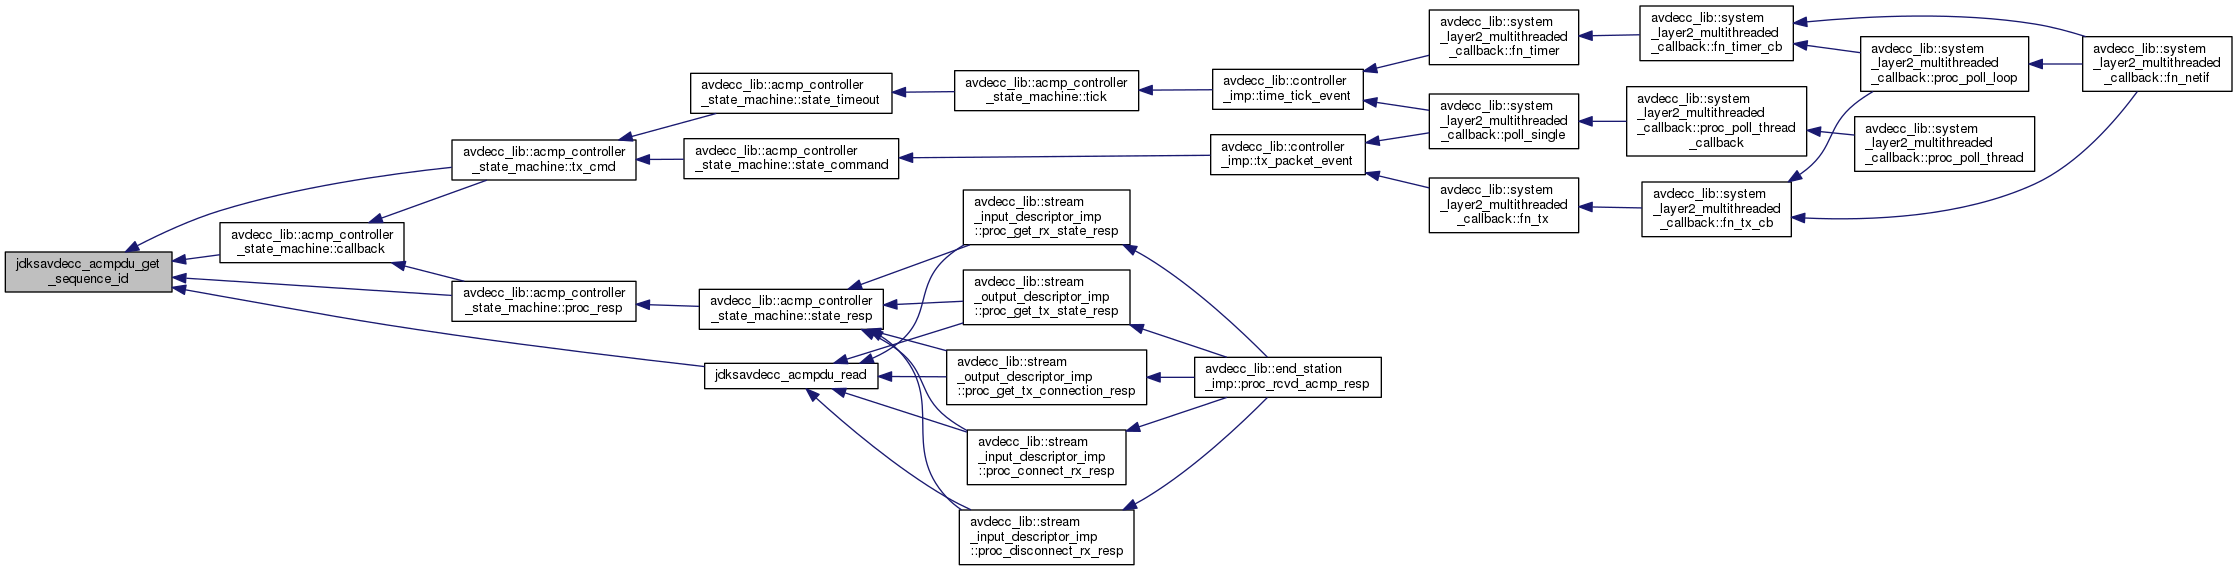 jdksavdecc_acmpdu_get
_sequence_id
avdecc_lib::acmp_controller
_state_machine::tx_cmd
avdecc_lib::acmp_controller
_state_machine::callback
avdecc_lib::acmp_controller
_state_machine::proc_resp
avdecc_lib::acmp_controller
_state_machine::state_timeout
avdecc_lib::acmp_controller
_state_machine::state_command
avdecc_lib::acmp_controller
_state_machine::state_resp
jdksavdecc_acmpdu_read
avdecc_lib::acmp_controller
_state_machine::tick
avdecc_lib::stream
_input_descriptor_imp
::proc_get_rx_state_resp
avdecc_lib::stream
_output_descriptor_imp
::proc_get_tx_state_resp
avdecc_lib::stream
_output_descriptor_imp
::proc_get_tx_connection_resp
avdecc_lib::stream
_input_descriptor_imp
::proc_connect_rx_resp
avdecc_lib::stream
_input_descriptor_imp
::proc_disconnect_rx_resp
avdecc_lib::controller
_imp::time_tick_event
avdecc_lib::controller
_imp::tx_packet_event
avdecc_lib::end_station
_imp::proc_rcvd_acmp_resp
avdecc_lib::system
_layer2_multithreaded
_callback::fn_timer
avdecc_lib::system
_layer2_multithreaded
_callback::poll_single
avdecc_lib::system
_layer2_multithreaded
_callback::fn_tx
avdecc_lib::system
_layer2_multithreaded
_callback::fn_timer_cb
avdecc_lib::system
_layer2_multithreaded
_callback::proc_poll_thread
_callback
avdecc_lib::system
_layer2_multithreaded
_callback::fn_tx_cb
avdecc_lib::system
_layer2_multithreaded
_callback::proc_poll_loop
avdecc_lib::system
_layer2_multithreaded
_callback::proc_poll_thread
avdecc_lib::system
_layer2_multithreaded
_callback::fn_netif